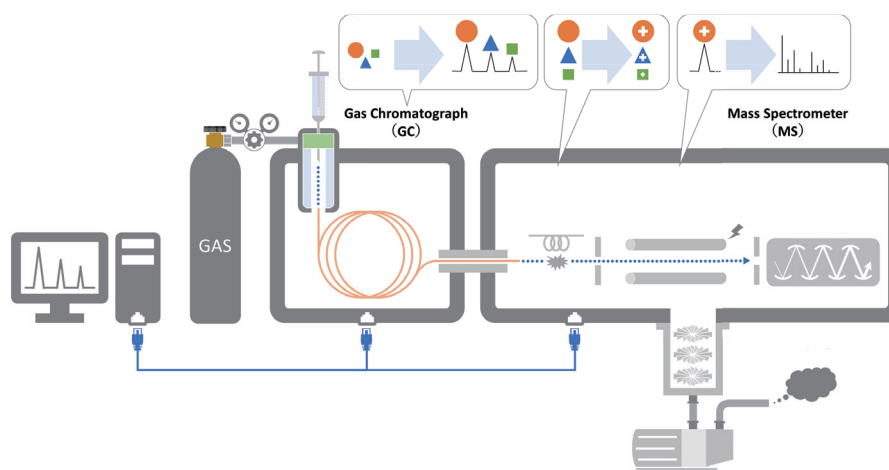 Gas Chromatograph
（GC）
Mass Spectrometer
（MS）
GAS